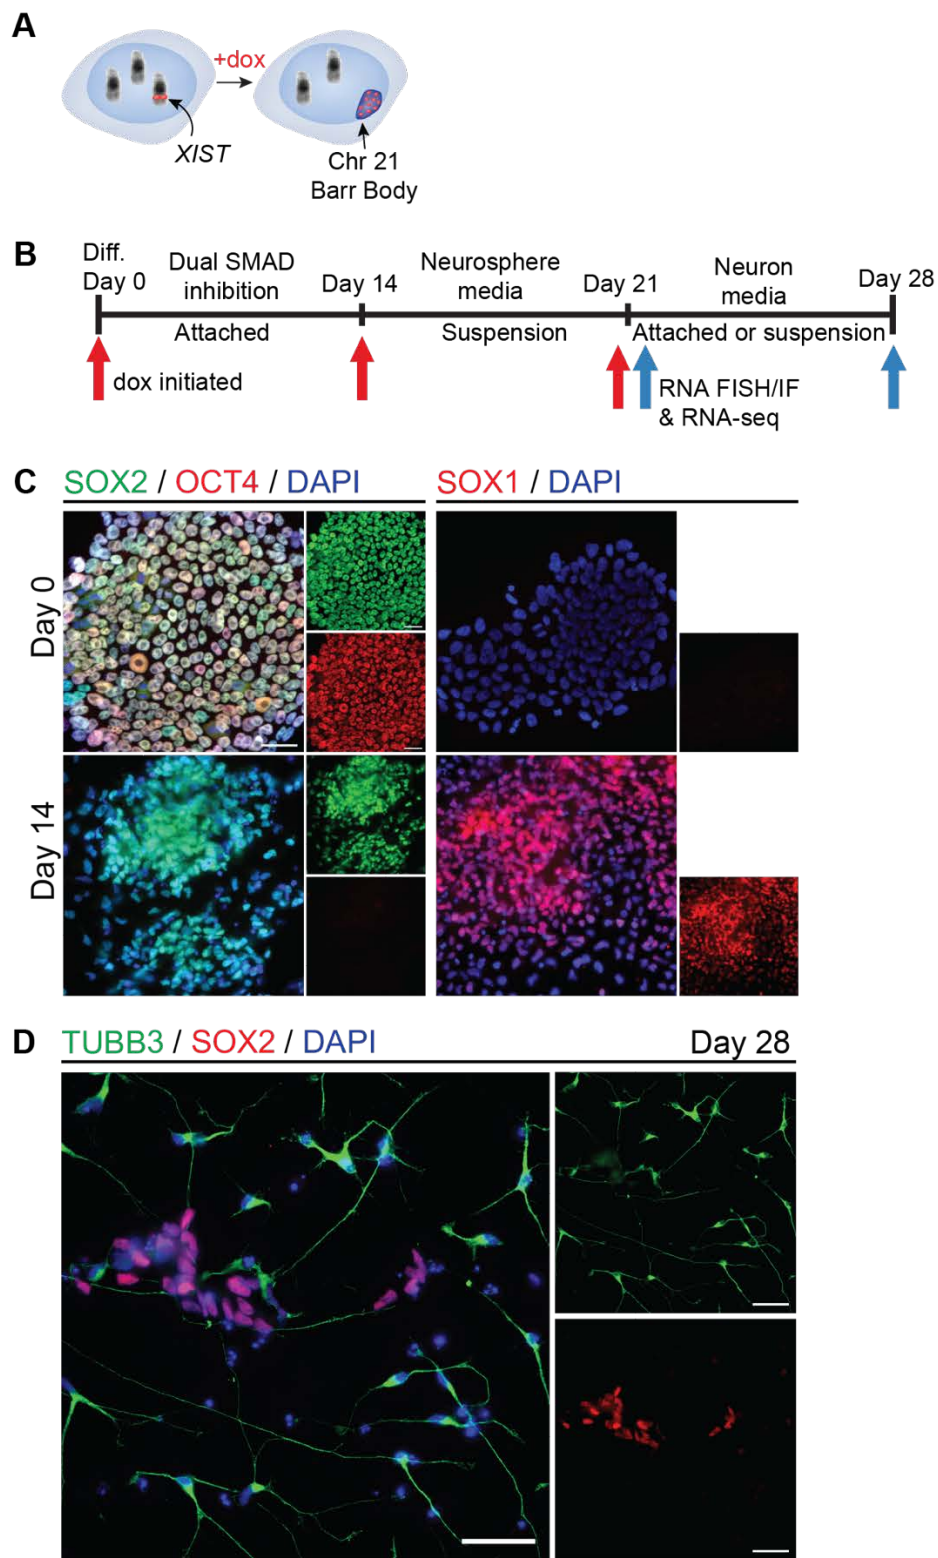 A
+dox
XIST
Chr 21
Barr Body
B
Diff.
Day 0
Dual SMAD
inhibition
Day 14
Neurosphere
media
Day 21
Neuron
media
Day 28
Attached
Suspension
Attached or suspension
dox initiated
RNA FISH/IF
& RNA-seq
C
SOX2 / OCT4 / DAPI
SOX1 / DAPI
Day 0
Day 14
D
TUBB3 / SOX2 / DAPI
Day 28